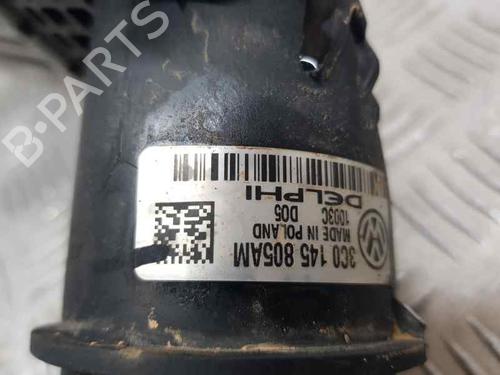 3C0 145 805AM
MADE IN POLAND
1003C D05
DELPHI
B-PARTS